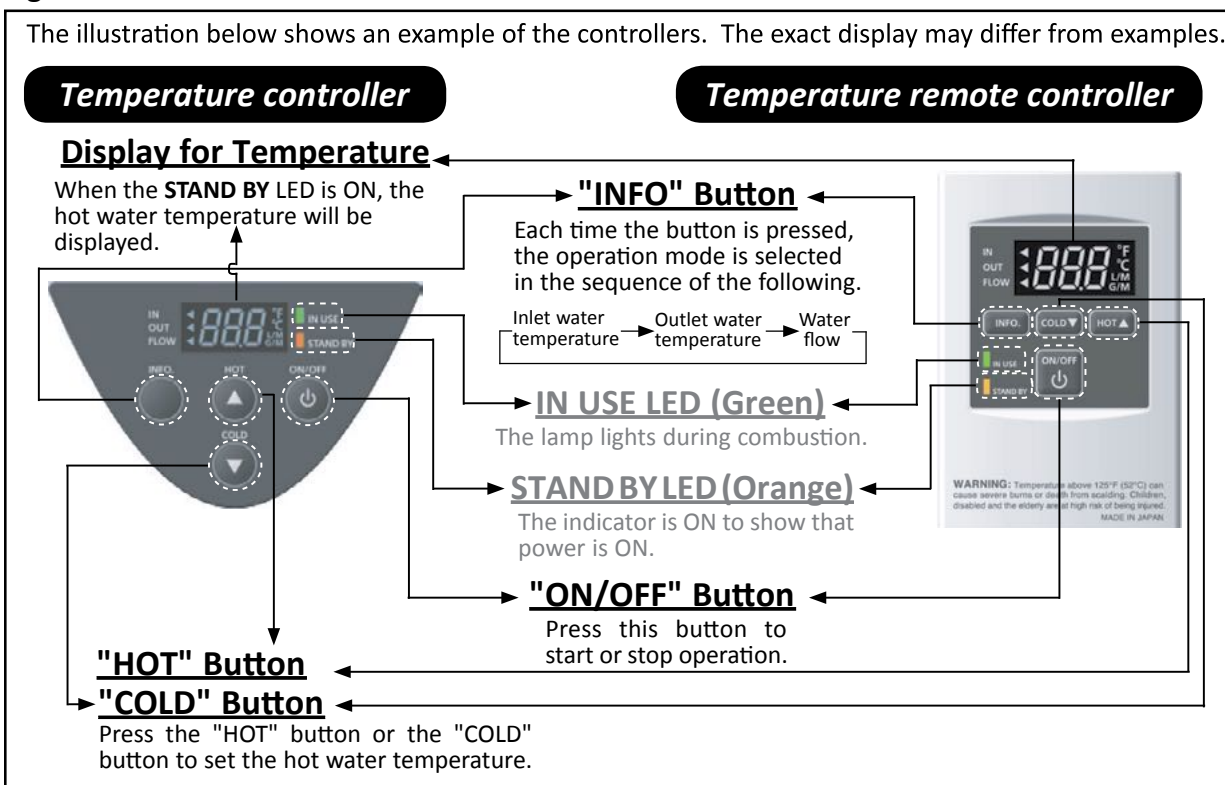 The illustration below shows an example of the controllers.  The exact display may differ from examples.
Temperature controller
Temperature remote controller
Display for Temperature
When the STAND BY LED is ON, the
hot water temperature will be
displayed.
"INFO" Button
Each time the button is pressed,
the operation mode is selected
in the sequence of the following.
Inlet water
temperature
Outlet water
temperature
Water
flow
IN USE LED (Green)
The lamp lights during combustion.
STAND BY LED (Orange)
The indicator is ON to show that
power is ON.
"ON/OFF" Button
Press this button to
start or stop operation.
"HOT" Button
"COLD" Button
Press the "HOT" button or the "COLD"
button to set the hot water temperature.
IN
OUT
FLOW
888
°F
°C
L/M
G/M
IN USE
STAND BY
INFO.
HOT
ON/OFF
COLD
IN
OUT
FLOW
888
°F
°C
L/M
G/M
INFO.
COLD▼
HOT▲
IN USE
STAND BY
ON/OFF
WARNING: Temperature above 125°F (52°C) can
cause severe burns or death from scalding. Children,
disabled and the elderly are at high risk of being injured.
MADE IN JAPAN